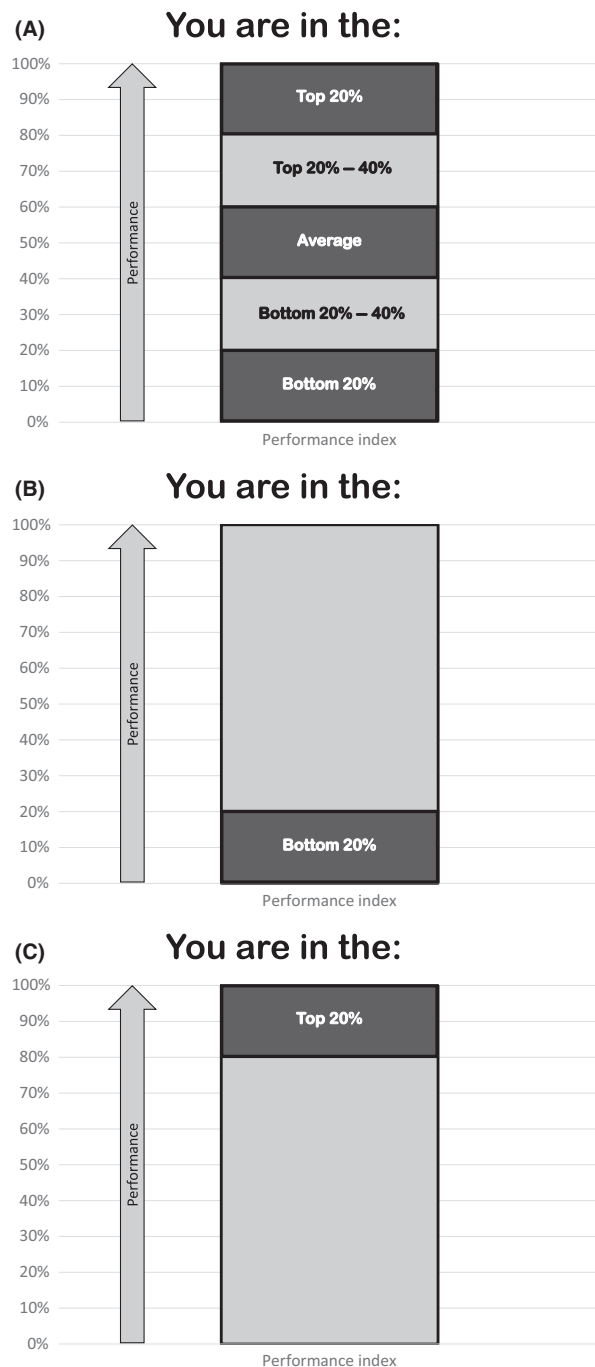 (A)
You are in the:
100%
90%
80%
70%
60%
50%
40%
30%
20%
10%
0%
Performance
Top 20%
Top 20% – 40%
Average
Bottom 20% – 40%
Bottom 20%
Performance index
(B)
You are in the:
100%
90%
80%
70%
60%
50%
40%
30%
20%
10%
0%
Performance
Bottom 20%
Performance index
(C)
You are in the:
100%
90%
80%
70%
60%
50%
40%
30%
20%
10%
0%
Performance
Top 20%
Performance index